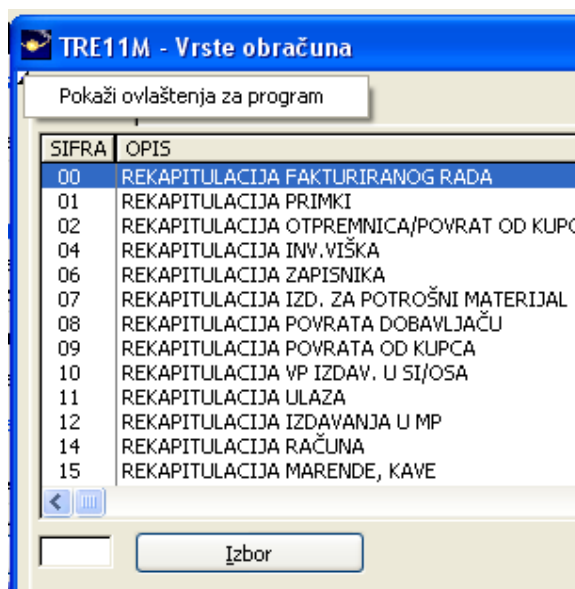 TRE11M - Vrste obračuna
Pokaži ovlaštenja za program
SIFRA OPIS
00 REKAPITULACIJA FAKTURIRANOG RADA
01 REKAPITULACIJA PRIMKI
02 REKAPITULACIJA OTPREMNICA/POVRAT OD KUPC
04 REKAPITULACIJA INV.VIŠKA
06 REKAPITULACIJA ZAPISNIKA
07 REKAPITULACIJA IZD. ZA POTROŠNI MATERIJAL
08 REKAPITULACIJA POVRATA DOBAVLJAČU
09 REKAPITULACIJA POVRATA OD KUPCA
10 REKAPITULACIJA VP IZDAV. U SI/OSA
11 REKAPITULACIJA ULAZA
12 REKAPITULACIJA IZDAVANJA U MP
14 REKAPITULACIJA RAČUNA
15 REKAPITULACIJA MARENDE, KAVE
Izbor